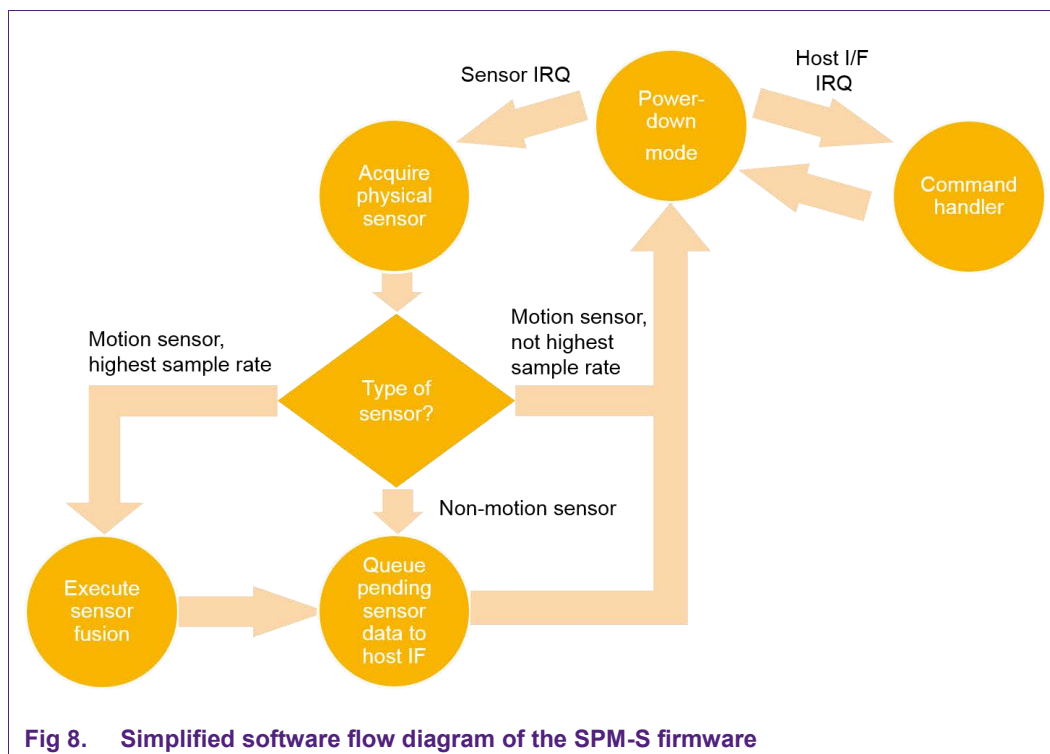 Sensor IRQ
Host I/F
IRQ
Power-
down
mode
Acquire
physical
sensor
Command
handler
Motion sensor,
highest sample rate
Motion sensor,
not highest
sample rate
Type of
sensor?
Non-motion sensor
Execute
sensor
fusion
Queue
pending
sensor
data to
host IF
Fig 8. Simplified software flow diagram of the SPM-S firmware